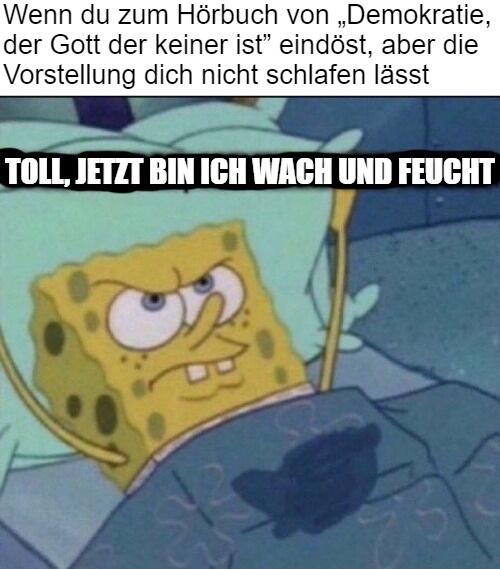 Wenn du zum Hörbuch von „Demokratie,
der Gott der keiner ist” eindöst, aber die
Vorstellung dich nicht schlafen lässt
TOLL, JETZT BIN ICH WACH UND FEUCHT